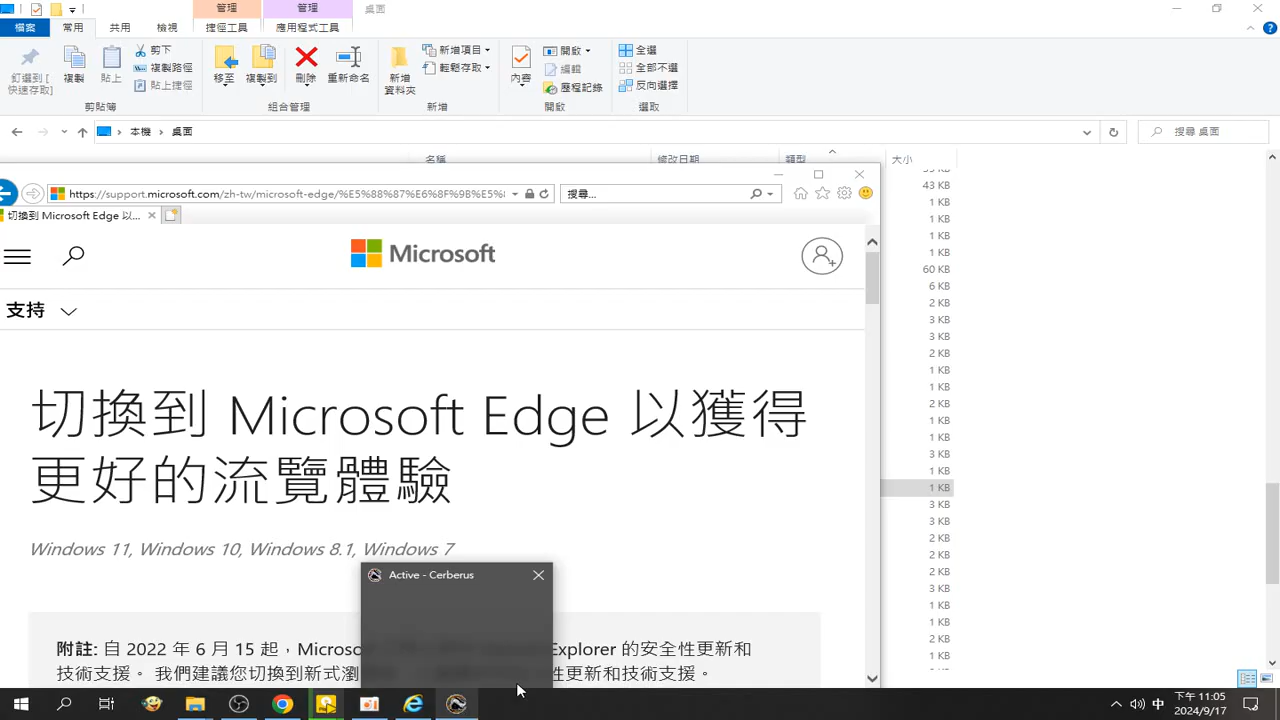 管理
管理
桌面
檔案
常用
共用
檢視
捷徑工具
應用程式工具
釘選到 [
快速存取]
複製
貼上
剪下
複製路徑
貼上捷徑
剪貼簿
移至
複製到
刪除
重新命名
組合管理
新增
資料夾
新增項目
輕鬆存取
新增
內容
開啟
編輯
歷程記錄
開啟
全選
全部不選
反向選擇
選取
本機
桌面
搜尋 桌面
名稱
修改日期
類型
大小
https://support.microsoft.com/zh-tw/microsoft-edge/%E5%88%87%E6%8F%9B%E5%8
搜尋...
切換到 Microsoft Edge 以...
43 KB
1 KB
1 KB
1 KB
1 KB
60 KB
6 KB
2 KB
3 KB
3 KB
2 KB
1 KB
1 KB
2 KB
1 KB
1 KB
3 KB
1 KB
1 KB
3 KB
3 KB
2 KB
2 KB
2 KB
3 KB
1 KB
1 KB
2 KB
1 KB
Microsoft
支持
切換到 Microsoft Edge 以獲得
更好的流覽體驗
Windows 11, Windows 10, Windows 8.1, Windows 7
Active - Cerberus
附註: 自 2022 年 6 月 15 起，Microso
Explorer 的安全性更新和
技術支援。 我們建議您切換到新式瀏
性更新和技術支援。
中
下午 11:05
2024/9/17